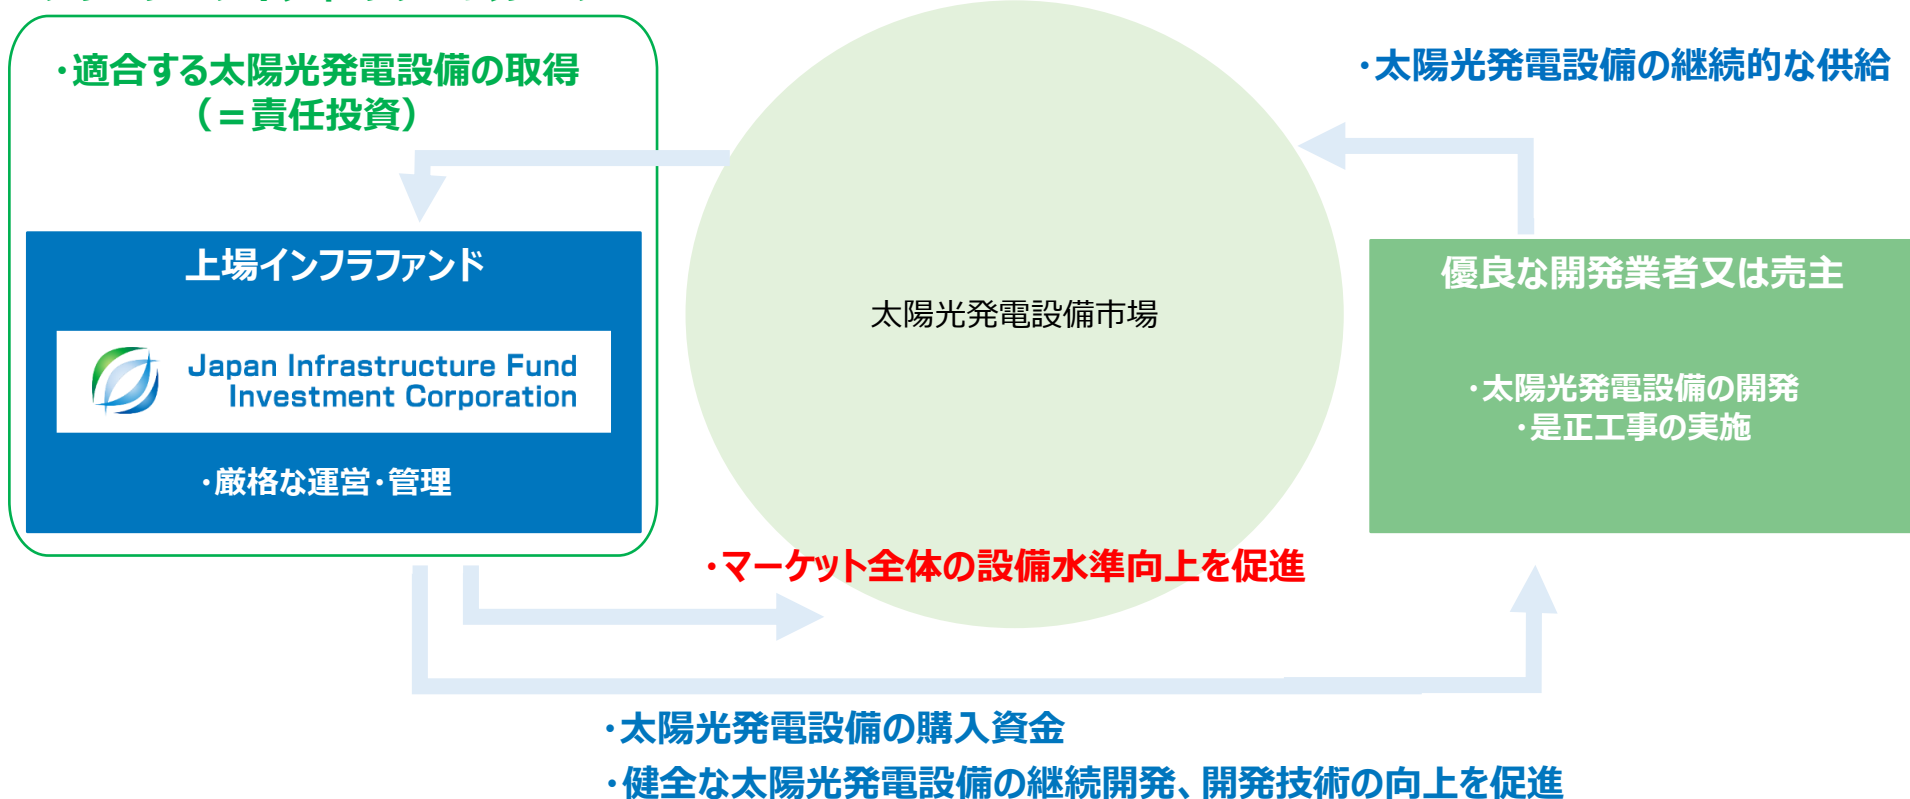 ・適合する太陽光発電設備の取得
（＝責任投資）
・太陽光発電設備の継続的な供給
上場インフラファンド
Japan Infrastructure Fund
Investment Corporation
・厳格な運営・管理
太陽光発電設備市場
優良な開発業者又は売主
・太陽光発電設備の開発
・是正工事の実施
・マーケット全体の設備水準向上を促進
・太陽光発電設備の購入資金
・健全な太陽光発電設備の継続開発、開発技術の向上を促進